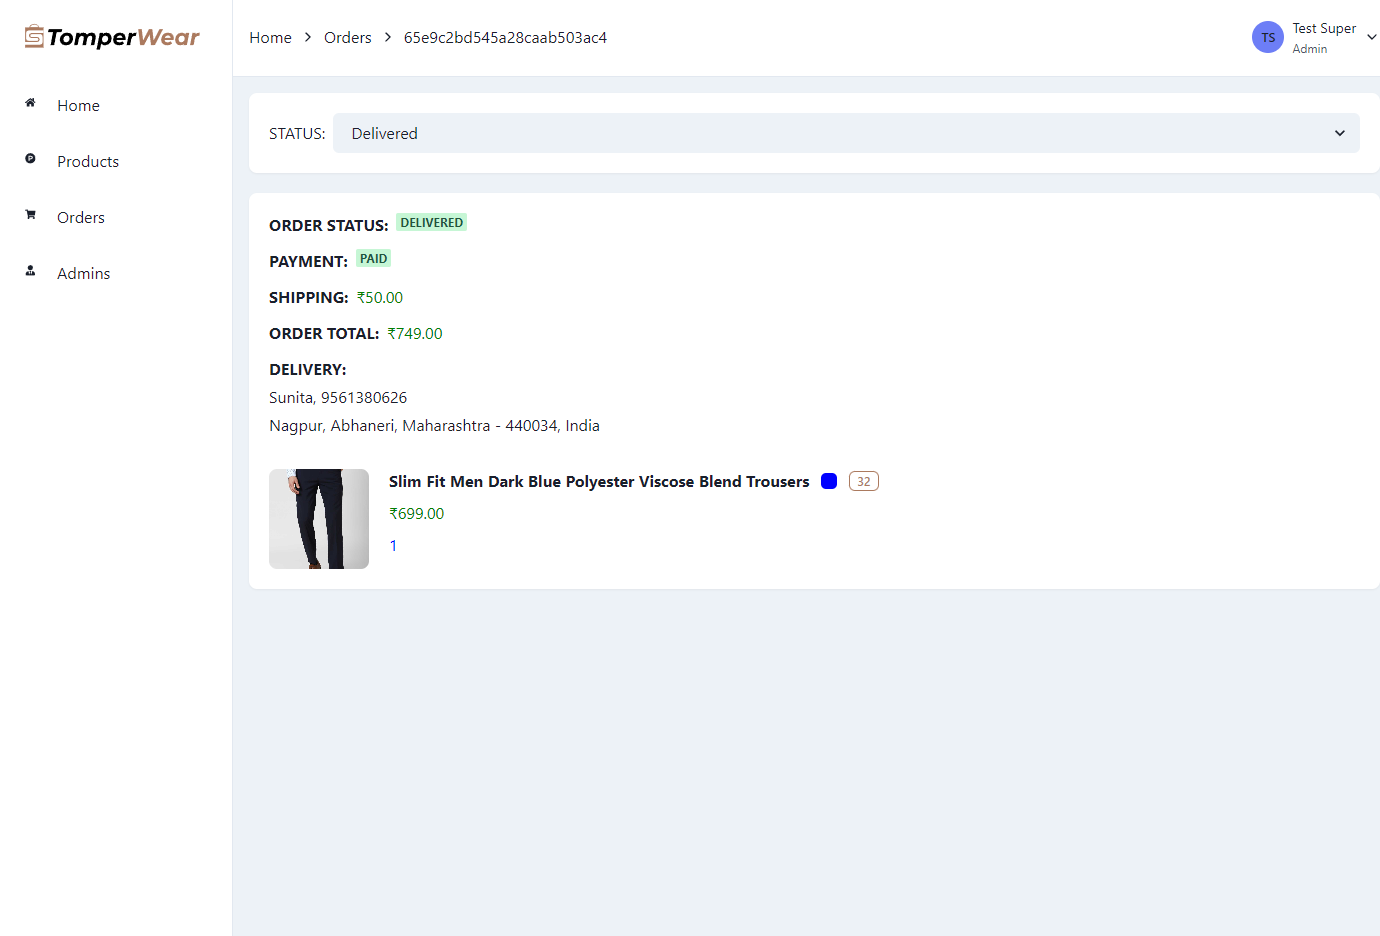 TomperWear
Home
Products
Orders
Admins
Home > Orders > 65e9c2bd545a28caab503ac4
TS
Test Super
Admin
STATUS: Delivered
ORDER STATUS: DELIVERED
PAYMENT: PAID
SHIPPING: ₹50.00
ORDER TOTAL: ₹749.00
DELIVERY:
Sunita, 9561380626
Nagpur, Abhaneri, Maharashtra - 440034, India
Slim Fit Men Dark Blue Polyester Viscose Blend Trousers 32
₹699.00
1